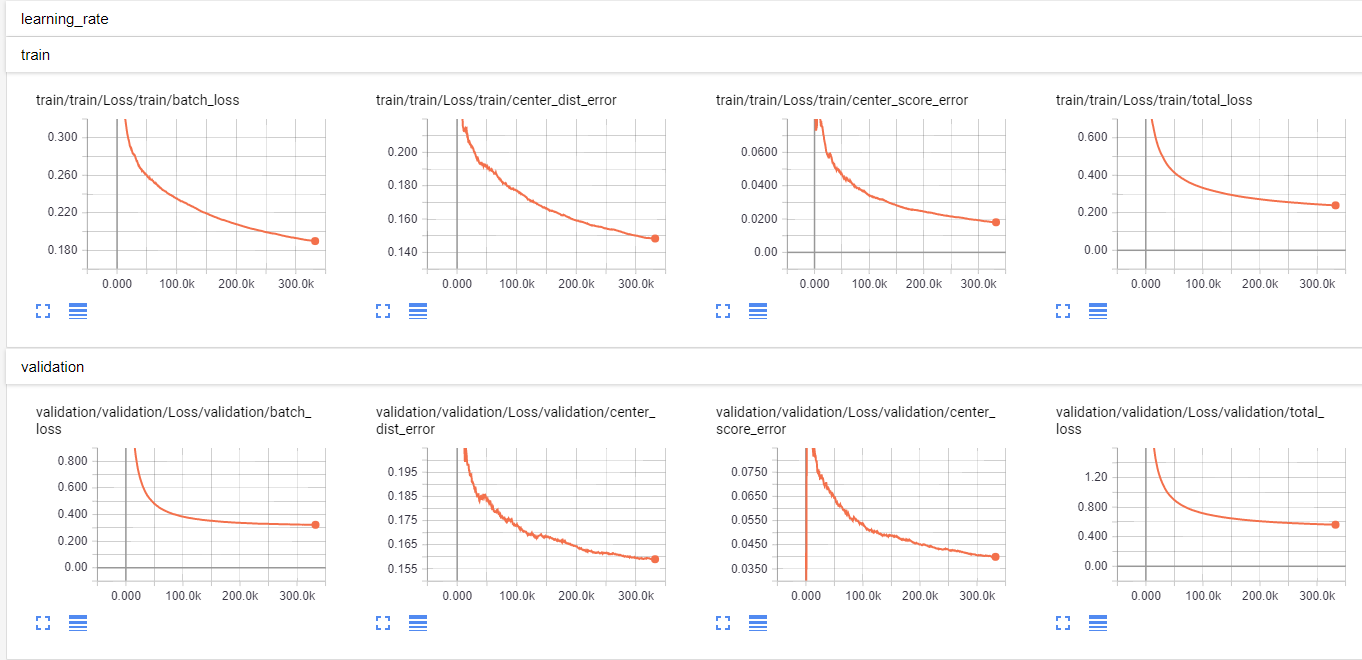 learning_rate
train
train/train/Loss/train/batch_loss
0.300
0.260
0.220
0.180
0.000 100.0k 200.0k 300.0k
train/train/Loss/train/center_dist_error
0.200
0.180
0.160
0.140
0.000 100.0k 200.0k 300.0k
train/train/Loss/train/center_score_error
0.0600
0.0400
0.0200
0.00
0.000 100.0k 200.0k 300.0k
train/train/Loss/train/total_loss
0.600
0.400
0.200
0.00
0.000 100.0k 200.0k 300.0k
validation
validation/validation/Loss/validation/batch_
loss
0.800
0.600
0.400
0.200
0.00
0.000 100.0k 200.0k 300.0k
validation/validation/Loss/validation/center_
dist_error
0.195
0.185
0.175
0.165
0.155
0.000 100.0k 200.0k 300.0k
validation/validation/Loss/validation/center_
score_error
0.0750
0.0650
0.0550
0.0450
0.0350
0.000 100.0k 200.0k 300.0k
validation/validation/Loss/validation/total_
loss
1.20
0.800
0.400
0.00
0.000 100.0k 200.0k 300.0k